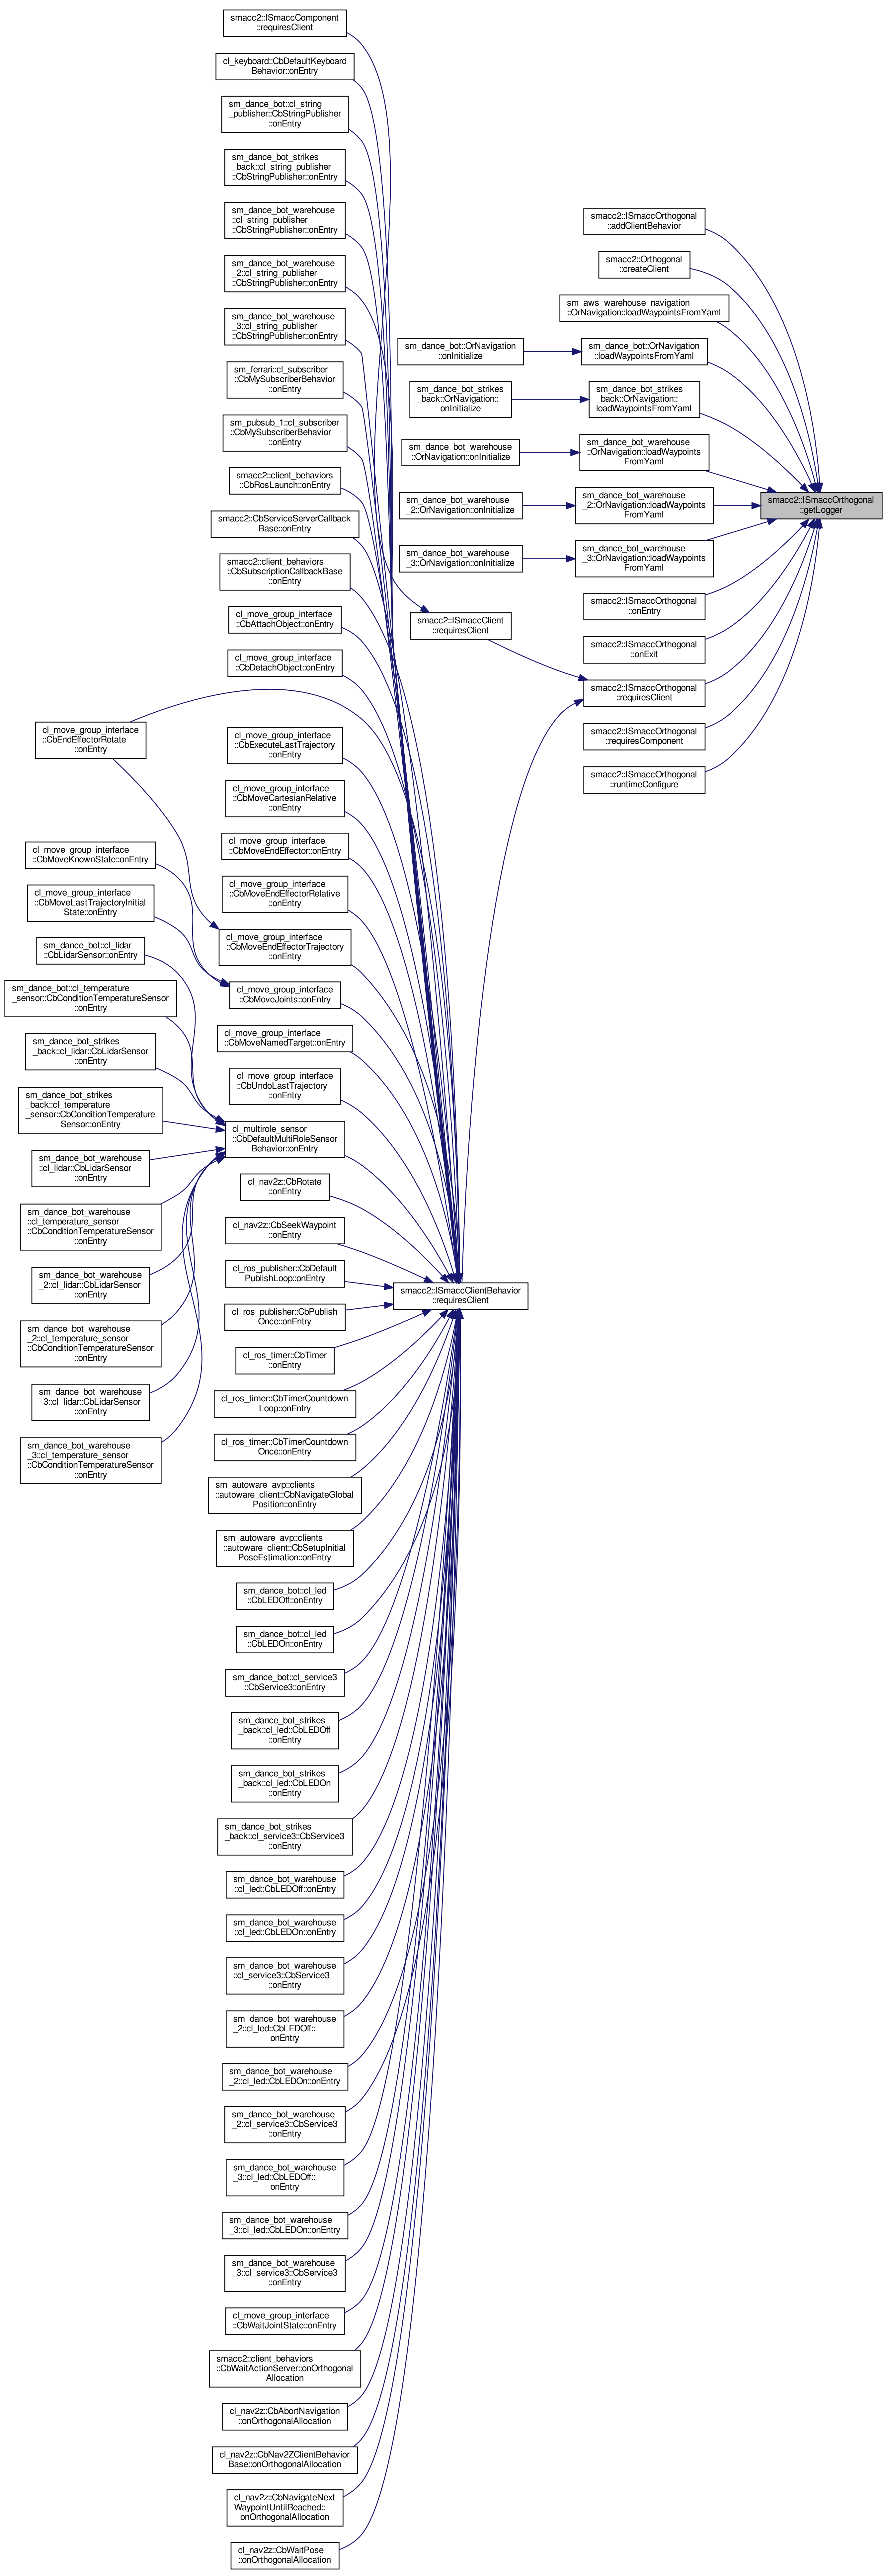 smacc2::ISmaccComponent
::requiresClient
cl_keyboard::CbDefaultKeyboard
Behavior::onEntry
sm_dance_bot::cl_string
_publisher::CbStringPublisher
::onEntry
sm_dance_bot_strikes
_back::cl_string_publisher
::CbStringPublisher::onEntry
sm_dance_bot_warehouse
::cl_string_publisher
::CbStringPublisher::onEntry
sm_dance_bot_warehouse
_2::cl_string_publisher
::CbStringPublisher::onEntry
sm_dance_bot_warehouse
_3::cl_string_publisher
::CbStringPublisher::onEntry
sm_ferrari::cl_subscriber
::CbMySubscriberBehavior
::onEntry
sm_pubsub_1::cl_subscriber
::CbMySubscriberBehavior
::onEntry
smacc2::client_behaviors
::CbRosLaunch::onEntry
smacc2::CbServiceServerCallback
Base::onEntry
smacc2::client_behaviors
::CbSubscriptionCallbackBase
::onEntry
cl_move_group_interface
::CbAttachObject::onEntry
cl_move_group_interface
::CbDetachObject::onEntry
cl_move_group_interface
::CbEndEffectorRotate
::onEntry
cl_move_group_interface
::CbExecuteLastTrajectory
::onEntry
cl_move_group_interface
::CbMoveCartesianRelative
::onEntry
cl_move_group_interface
::CbMoveEndEffector::onEntry
cl_move_group_interface
::CbMoveEndEffectorRelative
::onEntry
cl_move_group_interface
::CbMoveEndEffectorTrajectory
::onEntry
cl_move_group_interface
::CbMoveKnownState::onEntry
cl_move_group_interface
::CbMoveLastTrajectoryInitial
State::onEntry
cl_move_group_interface
::CbMoveJoints::onEntry
cl_move_group_interface
::CbMoveNamedTarget::onEntry
cl_move_group_interface
::CbUndoLastTrajectory
::onEntry
sm_dance_bot::cl_lidar
::CbLidarSensor::onEntry
sm_dance_bot::cl_temperature
_sensor::CbConditionTemperatureSensor
::onEntry
sm_dance_bot_strikes
_back::cl_lidar::CbLidarSensor
::onEntry
sm_dance_bot_strikes
_back::cl_temperature
_sensor::CbConditionTemperature
Sensor::onEntry
sm_dance_bot_warehouse
::cl_lidar::CbLidarSensor
::onEntry
sm_dance_bot_warehouse
::cl_temperature_sensor
::CbConditionTemperatureSensor
::onEntry
sm_dance_bot_warehouse
_2::cl_lidar::CbLidarSensor
::onEntry
sm_dance_bot_warehouse
_2::cl_temperature_sensor
::CbConditionTemperatureSensor
::onEntry
sm_dance_bot_warehouse
_3::cl_lidar::CbLidarSensor
::onEntry
sm_dance_bot_warehouse
_3::cl_temperature_sensor
::CbConditionTemperatureSensor
::onEntry
cl_multirole_sensor
::CbDefaultMultiRoleSensor
Behavior::onEntry
cl_nav2z::CbRotate
::onEntry
cl_nav2z::CbSeekWaypoint
::onEntry
cl_ros_publisher::CbDefault
PublishLoop::onEntry
cl_ros_publisher::CbPublish
Once::onEntry
cl_ros_timer::CbTimer
::onEntry
cl_ros_timer::CbTimerCountdown
Loop::onEntry
cl_ros_timer::CbTimerCountdown
Once::onEntry
sm_autoware_avp::clients
::autoware_client::CbNavigateGlobal
Position::onEntry
sm_autoware_avp::clients
::autoware_client::CbSetupInitial
PoseEstimation::onEntry
sm_dance_bot::cl_led
::CbLEDOff::onEntry
sm_dance_bot::cl_led
::CbLEDOn::onEntry
sm_dance_bot::cl_service3
::CbService3::onEntry
sm_dance_bot_strikes
_back::cl_led::CbLEDOff
::onEntry
sm_dance_bot_strikes
_back::cl_led::CbLEDOn
::onEntry
sm_dance_bot_strikes
_back::cl_service3::CbService3
::onEntry
sm_dance_bot_warehouse
::cl_led::CbLEDOff::onEntry
sm_dance_bot_warehouse
::cl_led::CbLEDOn::onEntry
sm_dance_bot_warehouse
::cl_service3::CbService3
::onEntry
sm_dance_bot_warehouse
_2::cl_led::CbLEDOff::
onEntry
sm_dance_bot_warehouse
_2::cl_led::CbLEDOn::onEntry
sm_dance_bot_warehouse
_2::cl_service3::CbService3
::onEntry
sm_dance_bot_warehouse
_3::cl_led::CbLEDOff::
onEntry
sm_dance_bot_warehouse
_3::cl_led::CbLEDOn::onEntry
sm_dance_bot_warehouse
_3::cl_service3::CbService3
::onEntry
cl_move_group_interface
::CbWaitJointState::onEntry
smacc2::client_behaviors
::CbWaitActionServer::onOrthogonal
Allocation
cl_nav2z::CbAbortNavigation
::onOrthogonalAllocation
cl_nav2z::CbNav2ZClientBehavior
Base::onOrthogonalAllocation
cl_nav2z::CbNavigateNext
WaypointUntilReached::
onOrthogonalAllocation
cl_nav2z::CbWaitPose
::onOrthogonalAllocation
sm_dance_bot::OrNavigation
::onInitialize
sm_dance_bot_strikes
_back::OrNavigation::
onInitialize
sm_dance_bot_warehouse
::OrNavigation::onInitialize
sm_dance_bot_warehouse
_2::OrNavigation::onInitialize
sm_dance_bot_warehouse
_3::OrNavigation::onInitialize
smacc2::ISmaccClient
::requiresClient
smacc2::ISmaccClientBehavior
::requiresClient
smacc2::ISmaccOrthogonal
::addClientBehavior
smacc2::Orthogonal
::createClient
sm_aws_warehouse_navigation
::OrNavigation::loadWaypointsFromYaml
sm_dance_bot::OrNavigation
::loadWaypointsFromYaml
sm_dance_bot_strikes
_back::OrNavigation::
loadWaypointsFromYaml
sm_dance_bot_warehouse
::OrNavigation::loadWaypoints
FromYaml
sm_dance_bot_warehouse
_2::OrNavigation::loadWaypoints
FromYaml
sm_dance_bot_warehouse
_3::OrNavigation::loadWaypoints
FromYaml
smacc2::ISmaccOrthogonal
::onEntry
smacc2::ISmaccOrthogonal
::onExit
smacc2::ISmaccOrthogonal
::requiresClient
smacc2::ISmaccOrthogonal
::requiresComponent
smacc2::ISmaccOrthogonal
::runtimeConfigure
smacc2::ISmaccOrthogonal
::getLogger